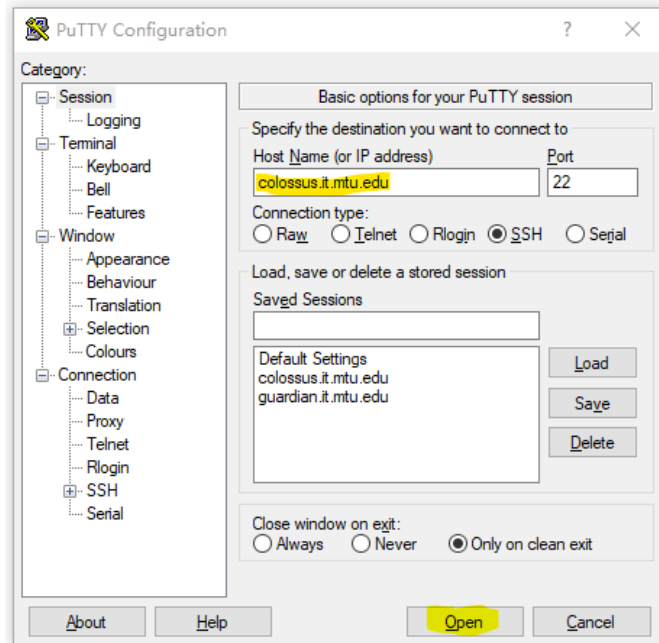 PuTTY Configuration
?
Category:
Session
Logging
Terminal
Keyboard
Bell
Features
Window
Appearance
Behaviour
Translation
Selection
Colours
Connection
Data
Proxy
Telnet
Rlogin
SSH
Serial
Basic options for your PuTTY session
Specify the destination you want to connect to
Host Name (or IP address) Port
colossus.it.mtu.edu 22
Connection type:
Raw Telnet Rlogin SSH Serial
Load, save or delete a stored session
Saved Sessions
Default Settings
colossus.it.mtu.edu
guardian.it.mtu.edu
Load
Save
Delete
Close window on exit:
Always Never Only on clean exit
About Help Open Cancel